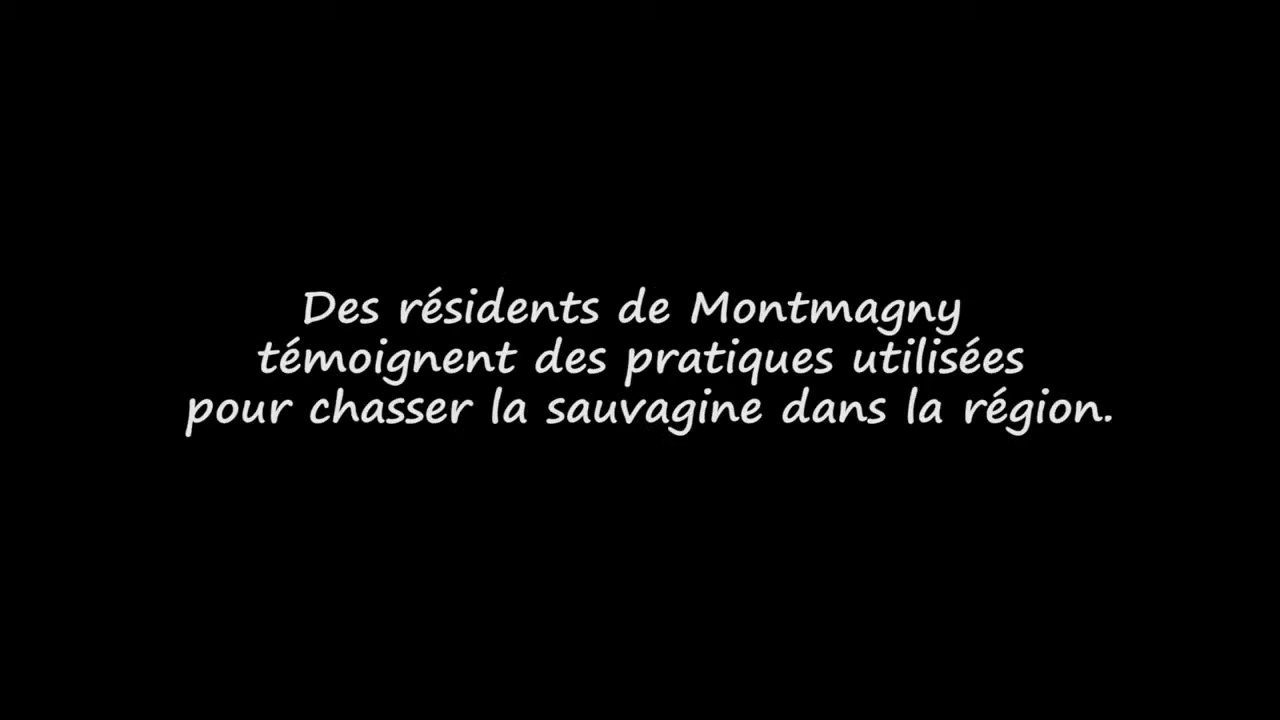 Des résidents de Montmagny
témoignent des pratiques utilisées
pour chasser la sauvagine dans la région.